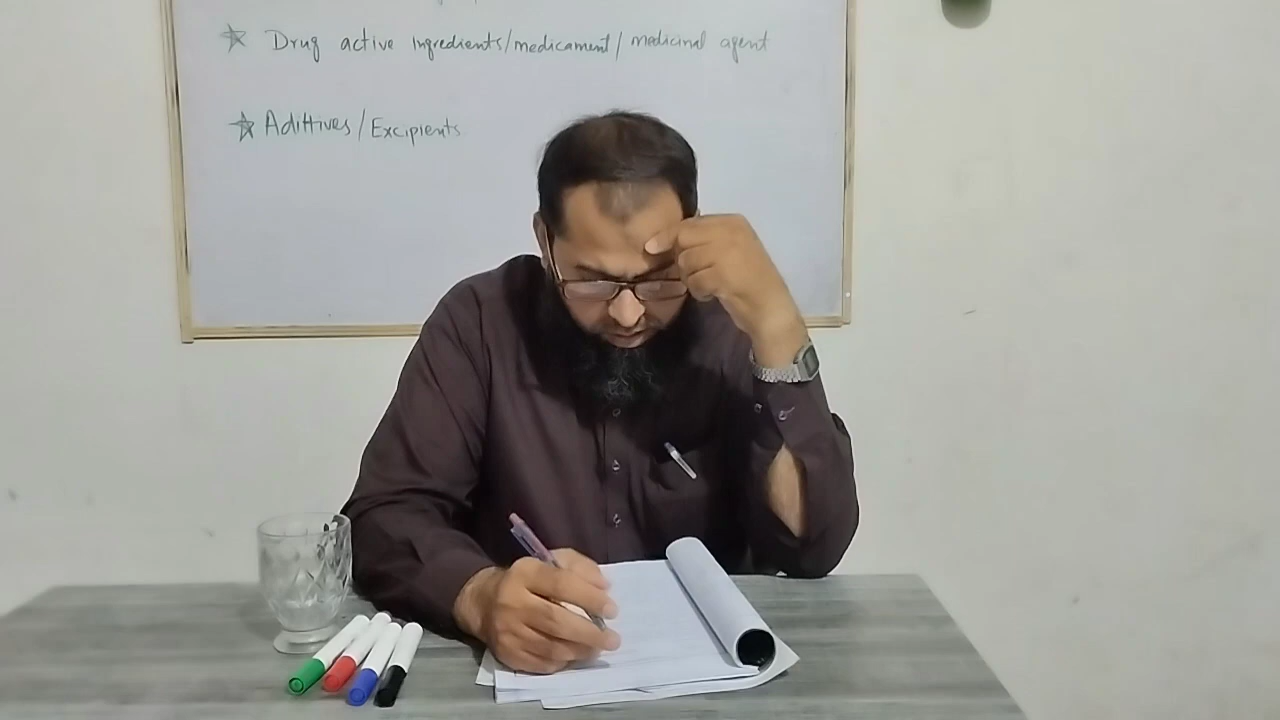 ☆ Drug active ingredients/medicament/medicinal agent
☆ Adittives/Excipients